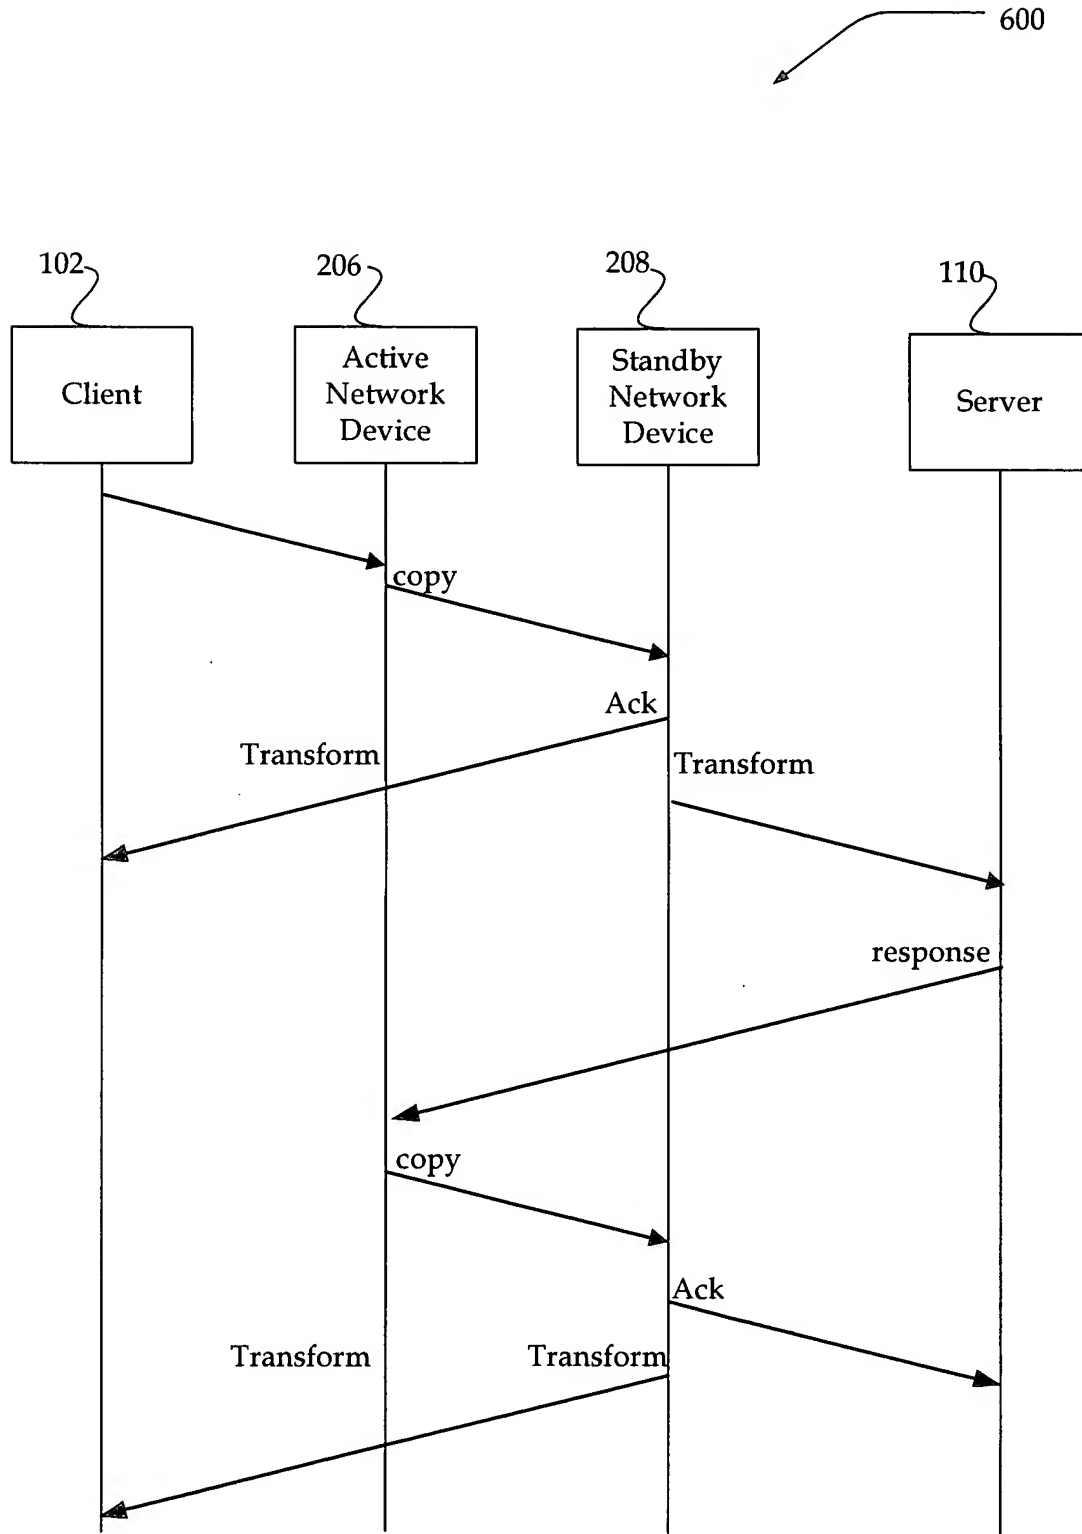 600
102
206
208
110
Client
Active
Network
Device
Standby
Network
Device
Server
copy
Ack
Transform
Transform
response
copy
Ack
Transform
Transform